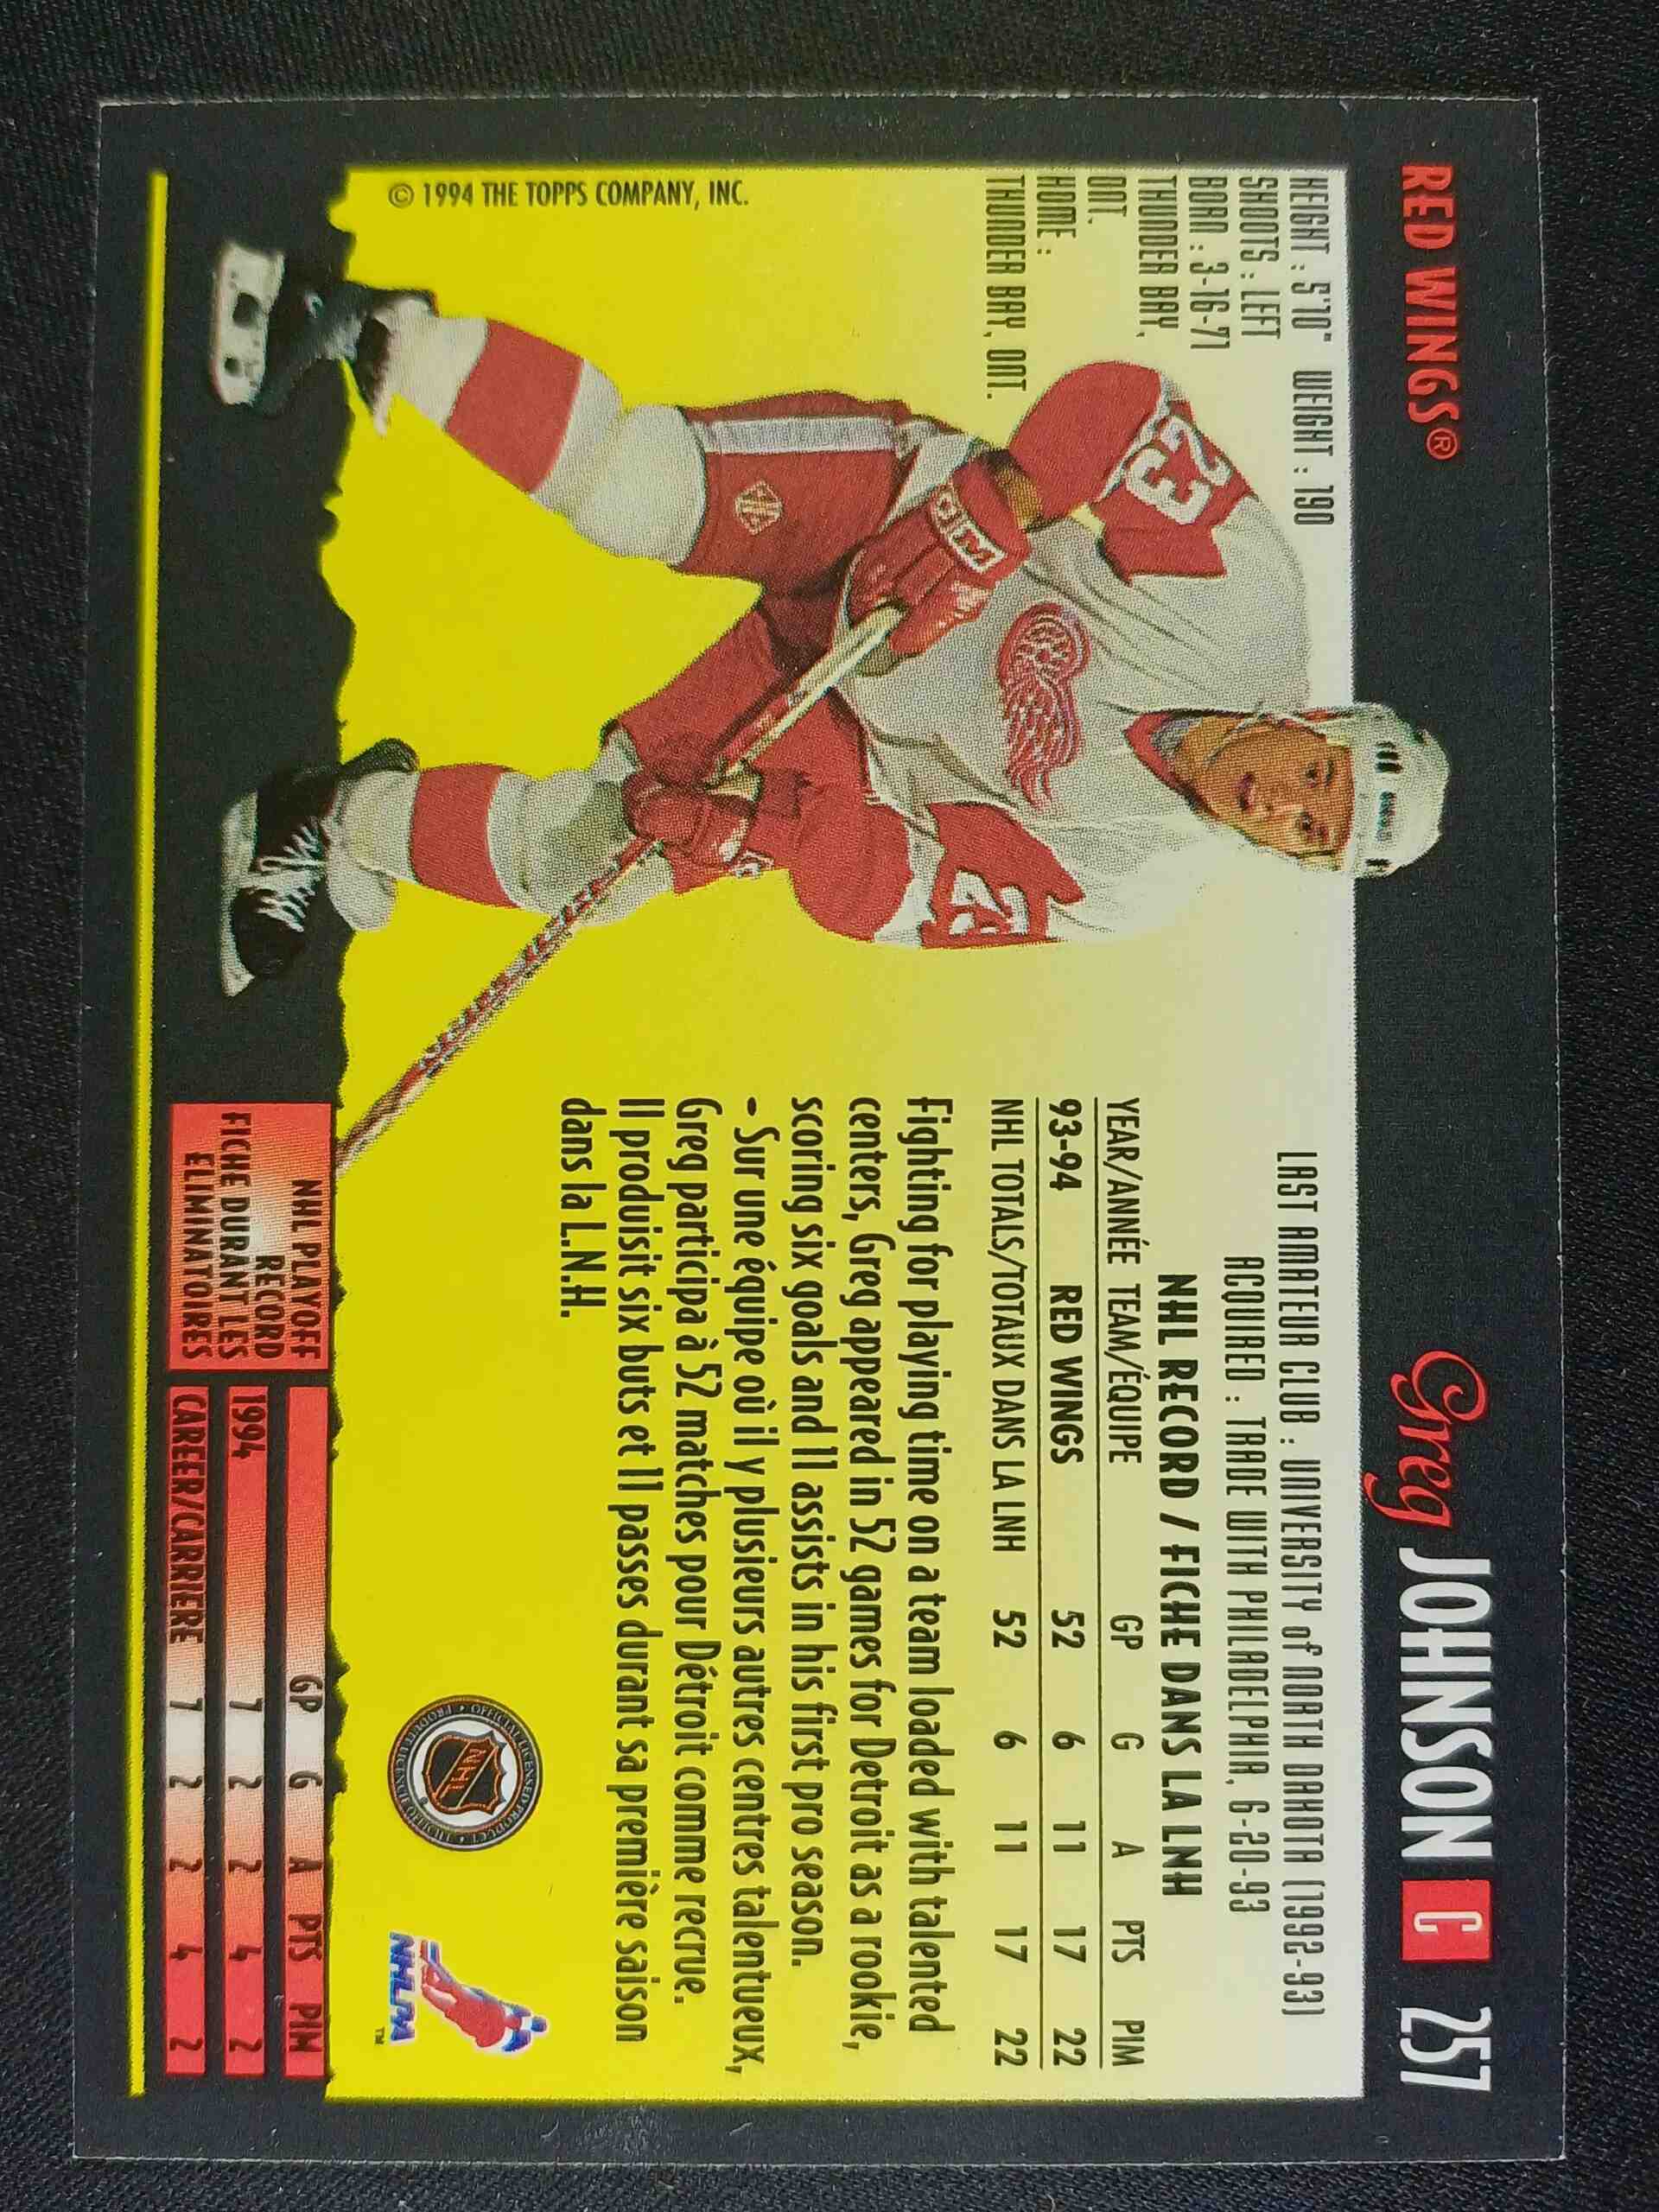 RED WINGS®
Greg JOHNSON C 257
HEIGHT : 5'10" WEIGHT : 190
SHOOTS : LEFT
BORN : 3-16-71
THUNDER BAY,
ONT.
HOME :
THUNDER BAY, ONT.
LAST AMATEUR CLUB : UNIVERSITY of NORTH DAKOTA (1992-93)
ACQUIRED : TRADE WITH PHILADELPHIA, 6-20-93
NHL RECORD / FICHE DANS LA LNH
YEAR/ANNÉE TEAM/ÉQUIPE GP G A PTS PIM
93-94 RED WINGS 52 6 11 17 22
NHL TOTALS/TOTAUX DANS LA LNH 52 6 11 17 22
Fighting for playing time on a team loaded with talented
centers, Greg appeared in 52 games for Detroit as a rookie,
scoring six goals and 11 assists in his first pro season.
- Sur une équipe où il y plusieurs autres centres talentueux,
Greg participa à 52 matches pour Détroit comme recrue.
Il produisit six buts et 11 passes durant sa première saison
dans la L.N.H.
23
23
© 1994 THE TOPPS COMPANY, INC.
NHL
OFFICIAL LICENSED PRODUCT
NHLPA
™
NHL PLAYOFF
RECORD
FICHE DURANT LES
ELIMINATOIRES
GP G A PTS PIM
1994 7 2 2 4 2
CAREER/CARRIERE 7 2 2 4 2